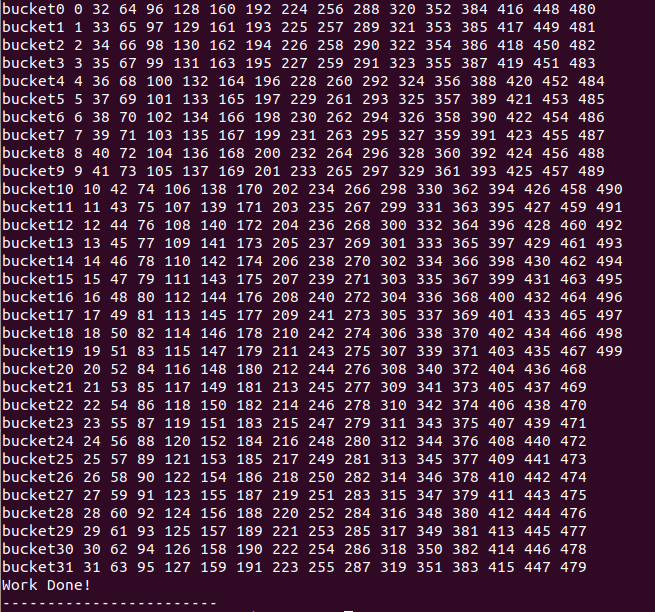 bucket0 0 32 64 96 128 160 192 224 256 288 320 352 384 416 448 480
bucket1 1 33 65 97 129 161 193 225 257 289 321 353 385 417 449 481
bucket2 2 34 66 98 130 162 194 226 258 290 322 354 386 418 450 482
bucket3 3 35 67 99 131 163 195 227 259 291 323 355 387 419 451 483
bucket4 4 36 68 100 132 164 196 228 260 292 324 356 388 420 452 484
bucket5 5 37 69 101 133 165 197 229 261 293 325 357 389 421 453 485
bucket6 6 38 70 102 134 166 198 230 262 294 326 358 390 422 454 486
bucket7 7 39 71 103 135 167 199 231 263 295 327 359 391 423 455 487
bucket8 8 40 72 104 136 168 200 232 264 296 328 360 392 424 456 488
bucket9 9 41 73 105 137 169 201 233 265 297 329 361 393 425 457 489
bucket10 10 42 74 106 138 170 202 234 266 298 330 362 394 426 458 490
bucket11 11 43 75 107 139 171 203 235 267 299 331 363 395 427 459 491
bucket12 12 44 76 108 140 172 204 236 268 300 332 364 396 428 460 492
bucket13 13 45 77 109 141 173 205 237 269 301 333 365 397 429 461 493
bucket14 14 46 78 110 142 174 206 238 270 302 334 366 398 430 462 494
bucket15 15 47 79 111 143 175 207 239 271 303 335 367 399 431 463 495
bucket16 16 48 80 112 144 176 208 240 272 304 336 368 400 432 464 496
bucket17 17 49 81 113 145 177 209 241 273 305 337 369 401 433 465 497
bucket18 18 50 82 114 146 178 210 242 274 306 338 370 402 434 466 498
bucket19 19 51 83 115 147 179 211 243 275 307 339 371 403 435 467 499
bucket20 20 52 84 116 148 180 212 244 276 308 340 372 404 436 468
bucket21 21 53 85 117 149 181 213 245 277 309 341 373 405 437 469
bucket22 22 54 86 118 150 182 214 246 278 310 342 374 406 438 470
bucket23 23 55 87 119 151 183 215 247 279 311 343 375 407 439 471
bucket24 24 56 88 120 152 184 216 248 280 312 344 376 408 440 472
bucket25 25 57 89 121 153 185 217 249 281 313 345 377 409 441 473
bucket26 26 58 90 122 154 186 218 250 282 314 346 378 410 442 474
bucket27 27 59 91 123 155 187 219 251 283 315 347 379 411 443 475
bucket28 28 60 92 124 156 188 220 252 284 316 348 380 412 444 476
bucket29 29 61 93 125 157 189 221 253 285 317 349 381 413 445 477
bucket30 30 62 94 126 158 190 222 254 286 318 350 382 414 446 478
bucket31 31 63 95 127 159 191 223 255 287 319 351 383 415 447 479
Work Done!
------------------------